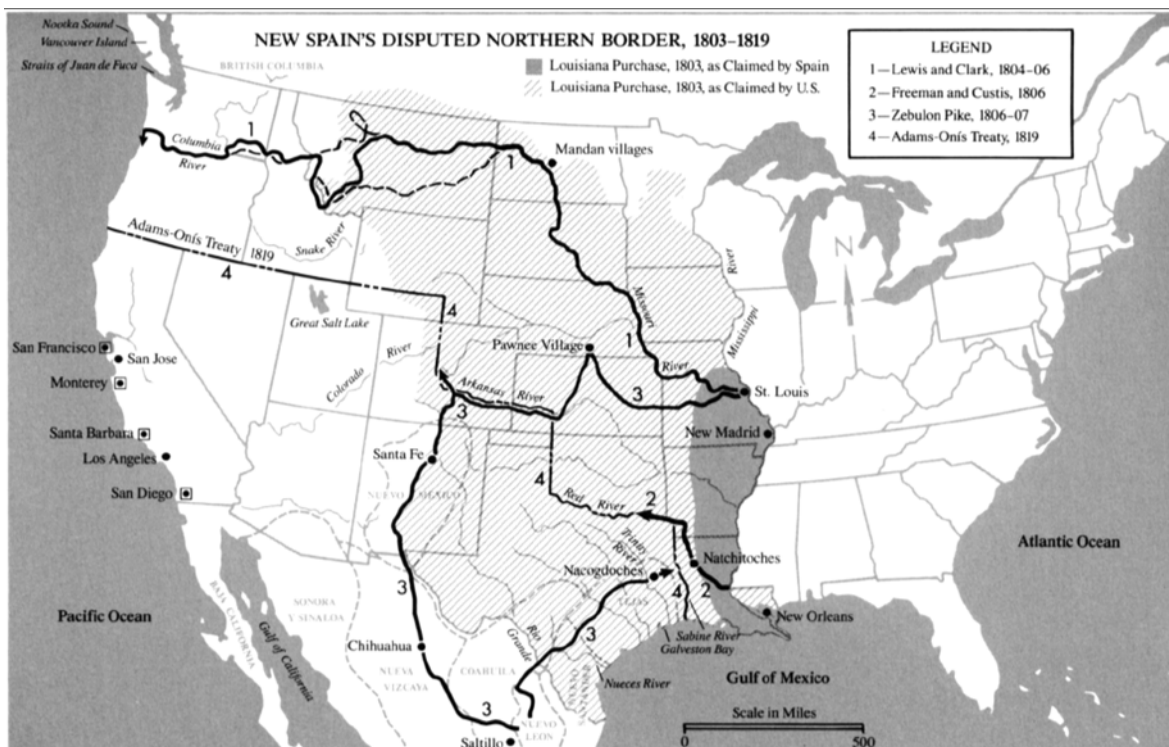 Nootka Sound
Vancouver Island
Straits of Juan de Fuca
NEW SPAIN'S DISPUTED NORTHERN BORDER, 1803–1819
BRITISH COLUMBIA
Louisiana Purchase, 1803, as Claimed by Spain
Louisiana Purchase, 1803, as Claimed by U.S.
LEGEND
1—Lewis and Clark, 1804–06
2—Freeman and Custis, 1806
3—Zebulon Pike, 1806–07
4—Adams-Onís Treaty, 1819
Columbia
River
1
1
Mandan villages
Adams-Onís Treaty 1819
4
Snake River
Great Salt Lake
4
Missouri
River
1
River
Mississippi
N
San Francisco
San Jose
Monterey
Santa Barbara
Los Angeles
San Diego
Colorado River
Pawnee Village
Arkansas River
3
3
St. Louis
New Madrid
Santa Fe
NUEVO MÉXICO
4
Red River
2
Trinity River
Natchitoches
Nacogdoches
TEJAS
4
2
New Orleans
Sabine River
Galveston Bay
Atlantic Ocean
Pacific Ocean
BAJA CALIFORNIA
Gulf of California
SONORA
Y SINALOA
3
Chihuahua
NUEVA
VIZCAYA
COAHUILA
Rio
Grande
3
Nueces River
Gulf of Mexico
3
NUEVO
LEÓN
Saltillo
Scale in Miles
0
500